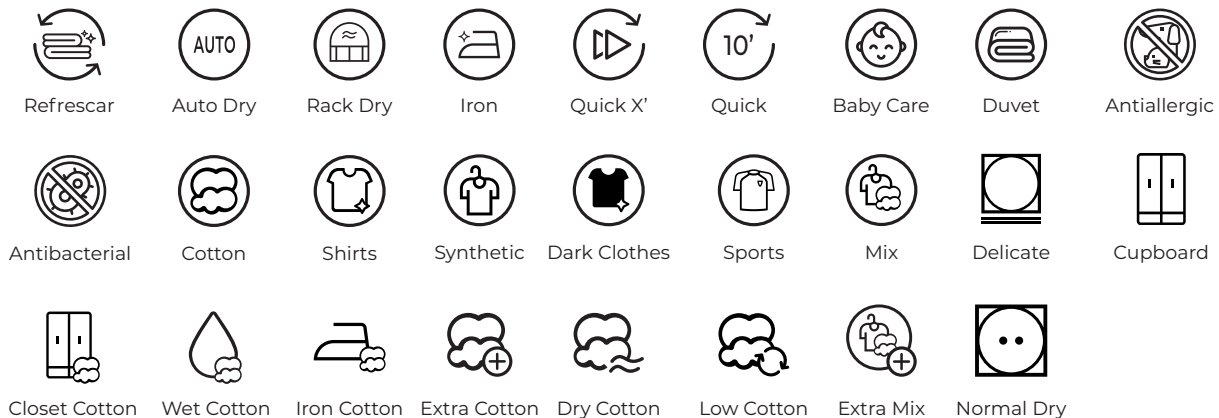 AUTO 10'
Refrescar Auto Dry Rack Dry Iron Quick X' Quick Baby Care Duvet Antiallergic
Antibacterial Cotton Shirts Synthetic Dark Clothes Sports Mix Delicate Cupboard
Closet Cotton Wet Cotton Iron Cotton Extra Cotton Dry Cotton Low Cotton Extra Mix Normal Dry